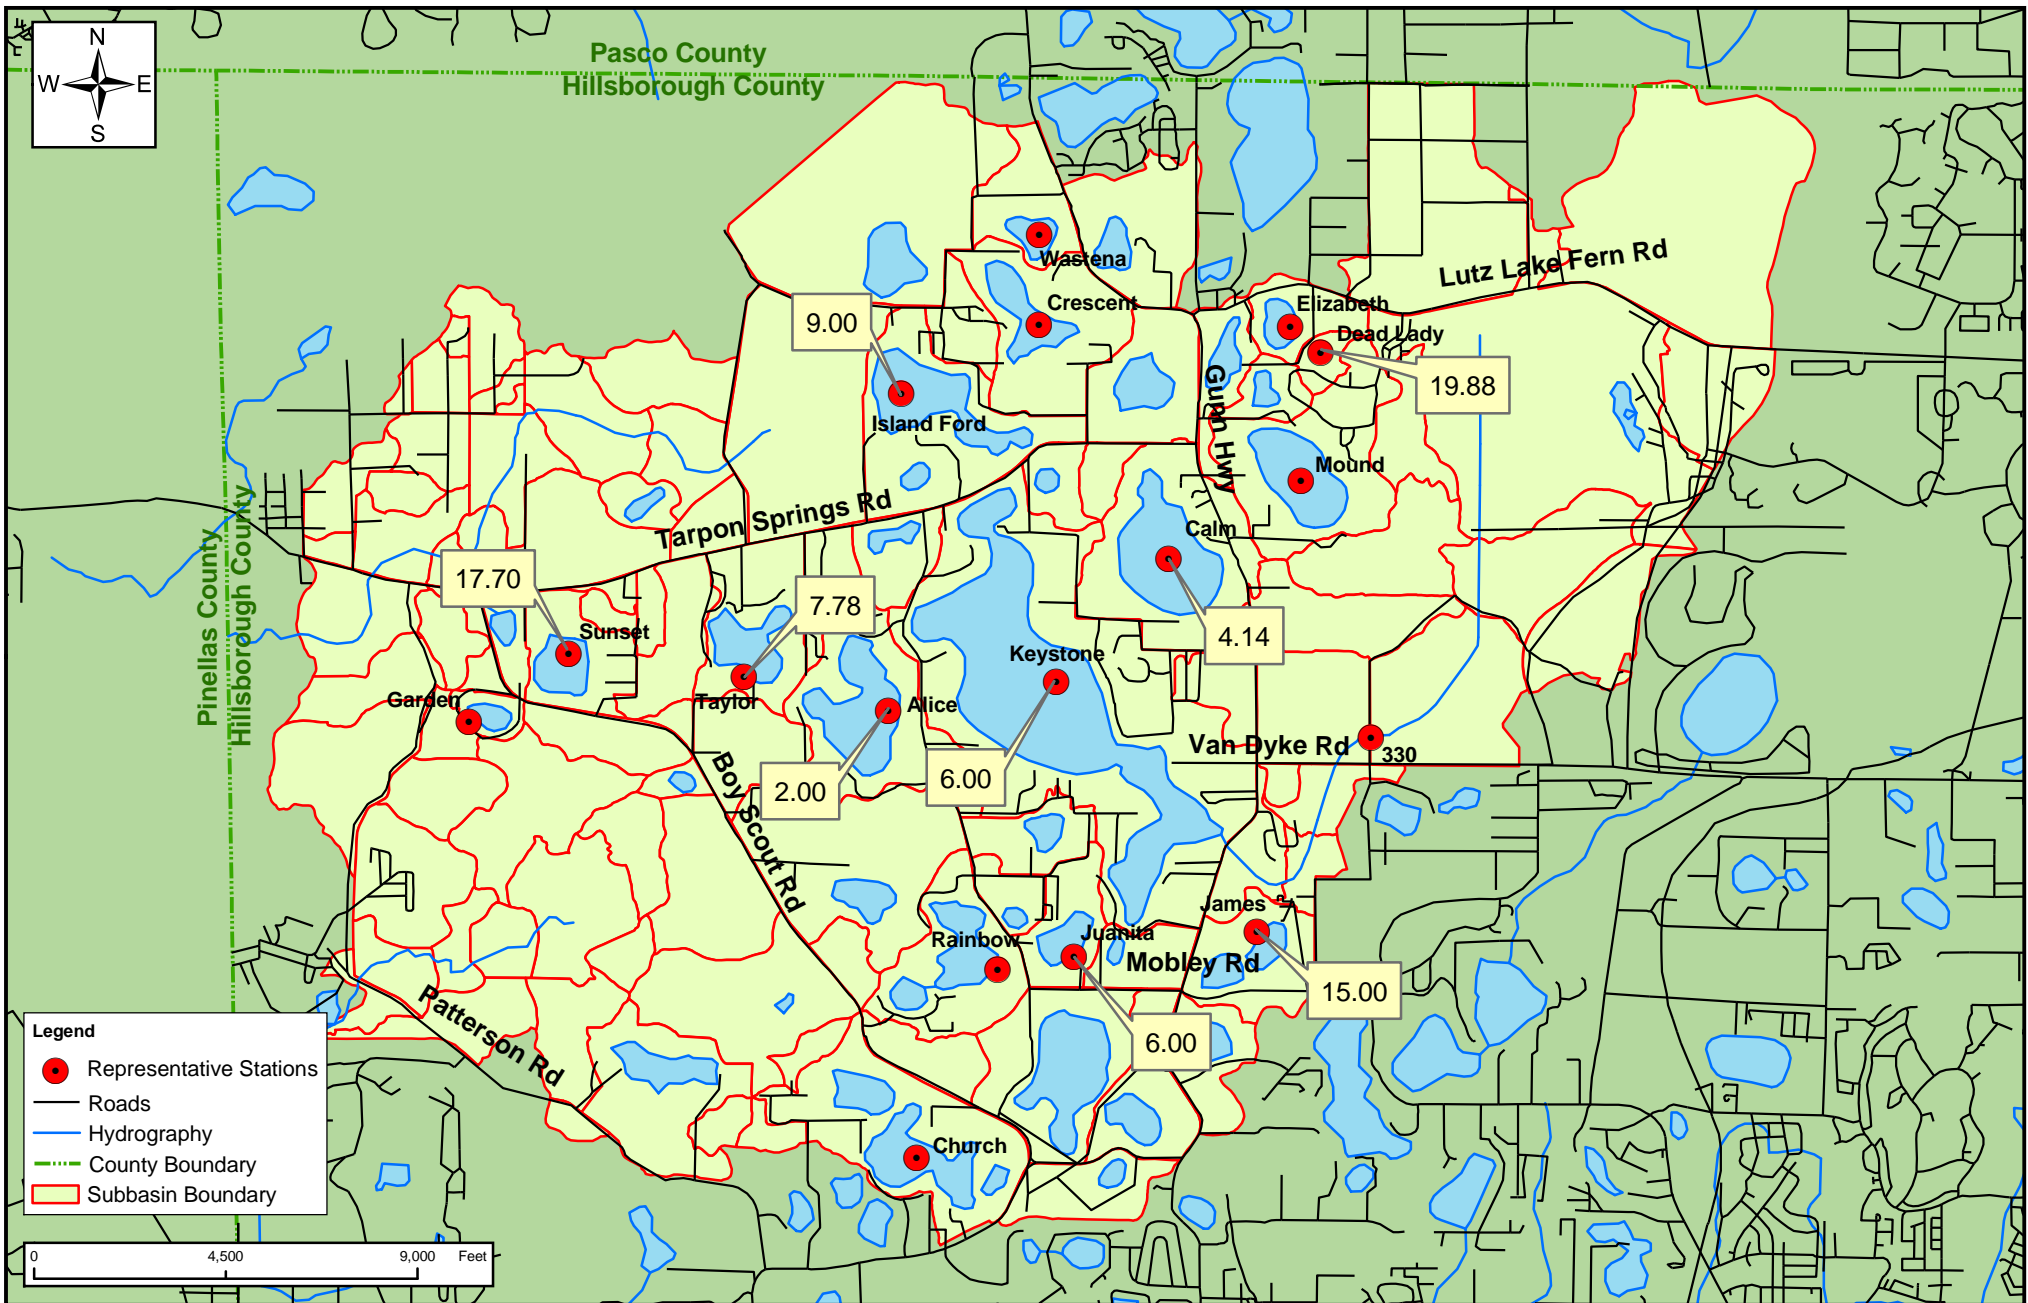 N
W E
S
Pasco County
Hillsborough County
Wastena
Lutz Lake Fern Rd
Crescent
Elizabeth
9.00
Dead Lady
19.88
Gunn Hwy
Island Ford
Mound
Tarpon Springs Rd
Calm
Pinellas County
Hillsborough County
17.70
7.78
Sunset
4.14
Keystone
Garden
Taylor
Alice
Van Dyke Rd
330
Boy Scout Rd
2.00
6.00
James
Rainbow
Juanita
Mobley Rd
15.00
Patterson Rd
6.00
Church
Legend
Representative Stations
Roads
Hydrography
County Boundary
Subbasin Boundary
0 4,500 9,000 Feet